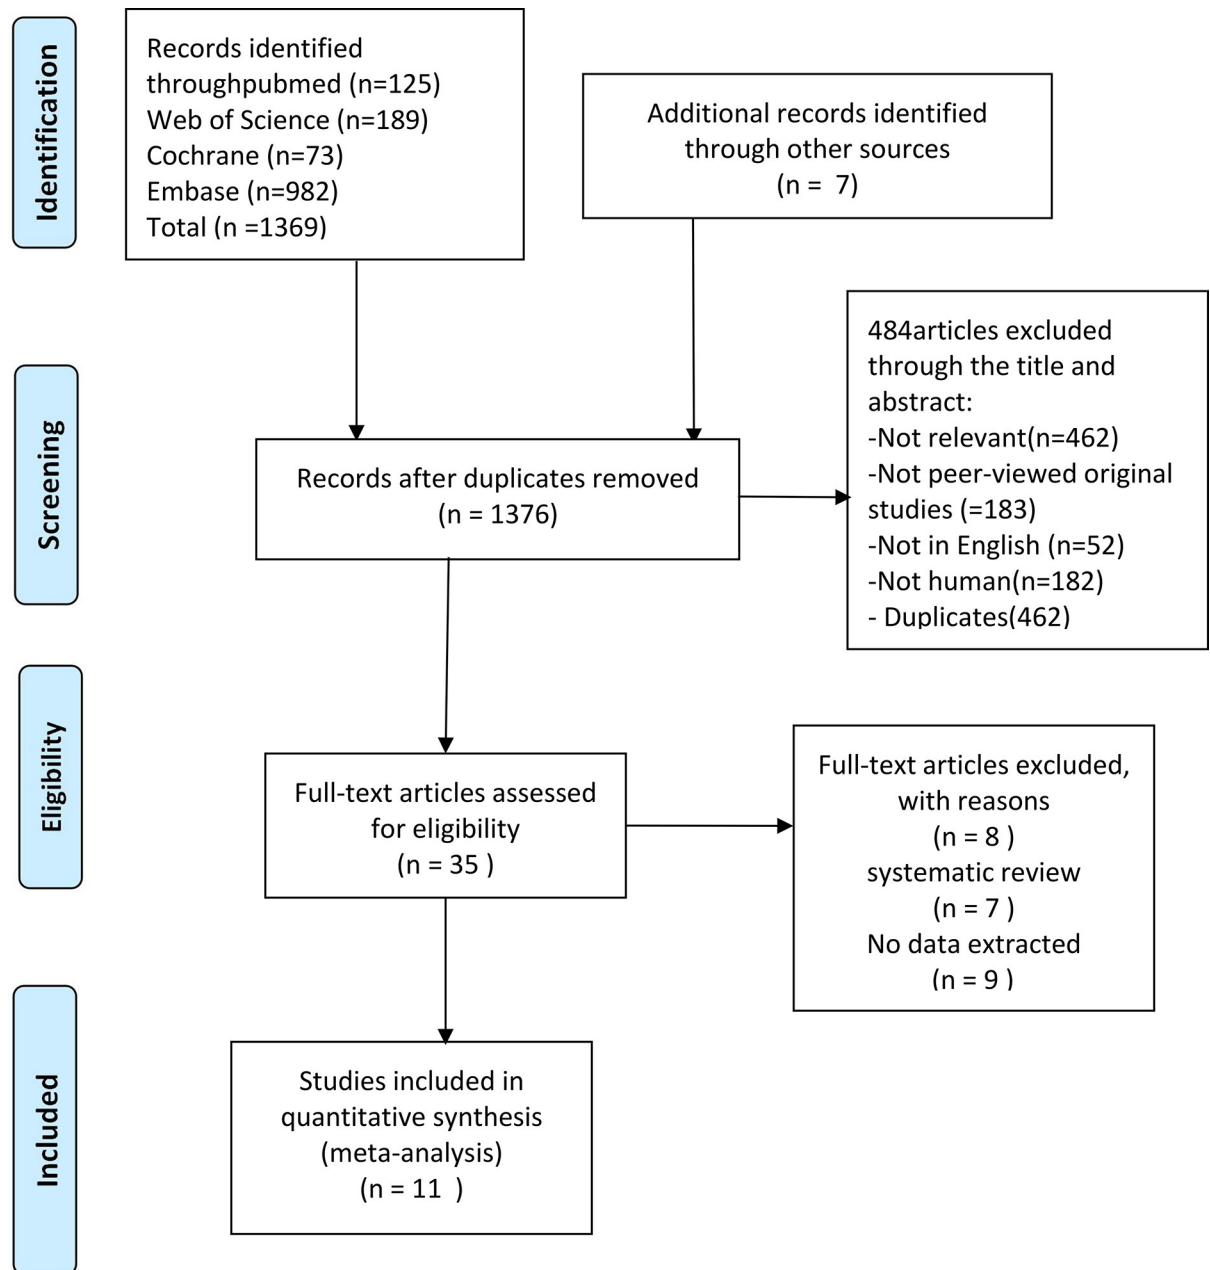 Identification
Records identified
throughpubmed (n=125)
Web of Science (n=189)
Cochrane (n=73)
Embase (n=982)
Total (n =1369)
Additional records identified
through other sources
(n =  7)
Screening
484articles excluded
through the title and
abstract:
-Not relevant(n=462)
-Not peer-viewed original
studies (=183)
-Not in English (n=52)
-Not human(n=182)
- Duplicates(462)
Records after duplicates removed
(n = 1376)
Eligibility
Full-text articles assessed
for eligibility
(n = 35 )
Full-text articles excluded,
with reasons
(n = 8 )
systematic review
(n = 7 )
No data extracted
(n = 9 )
Included
Studies included in
quantitative synthesis
(meta-analysis)
(n = 11  )